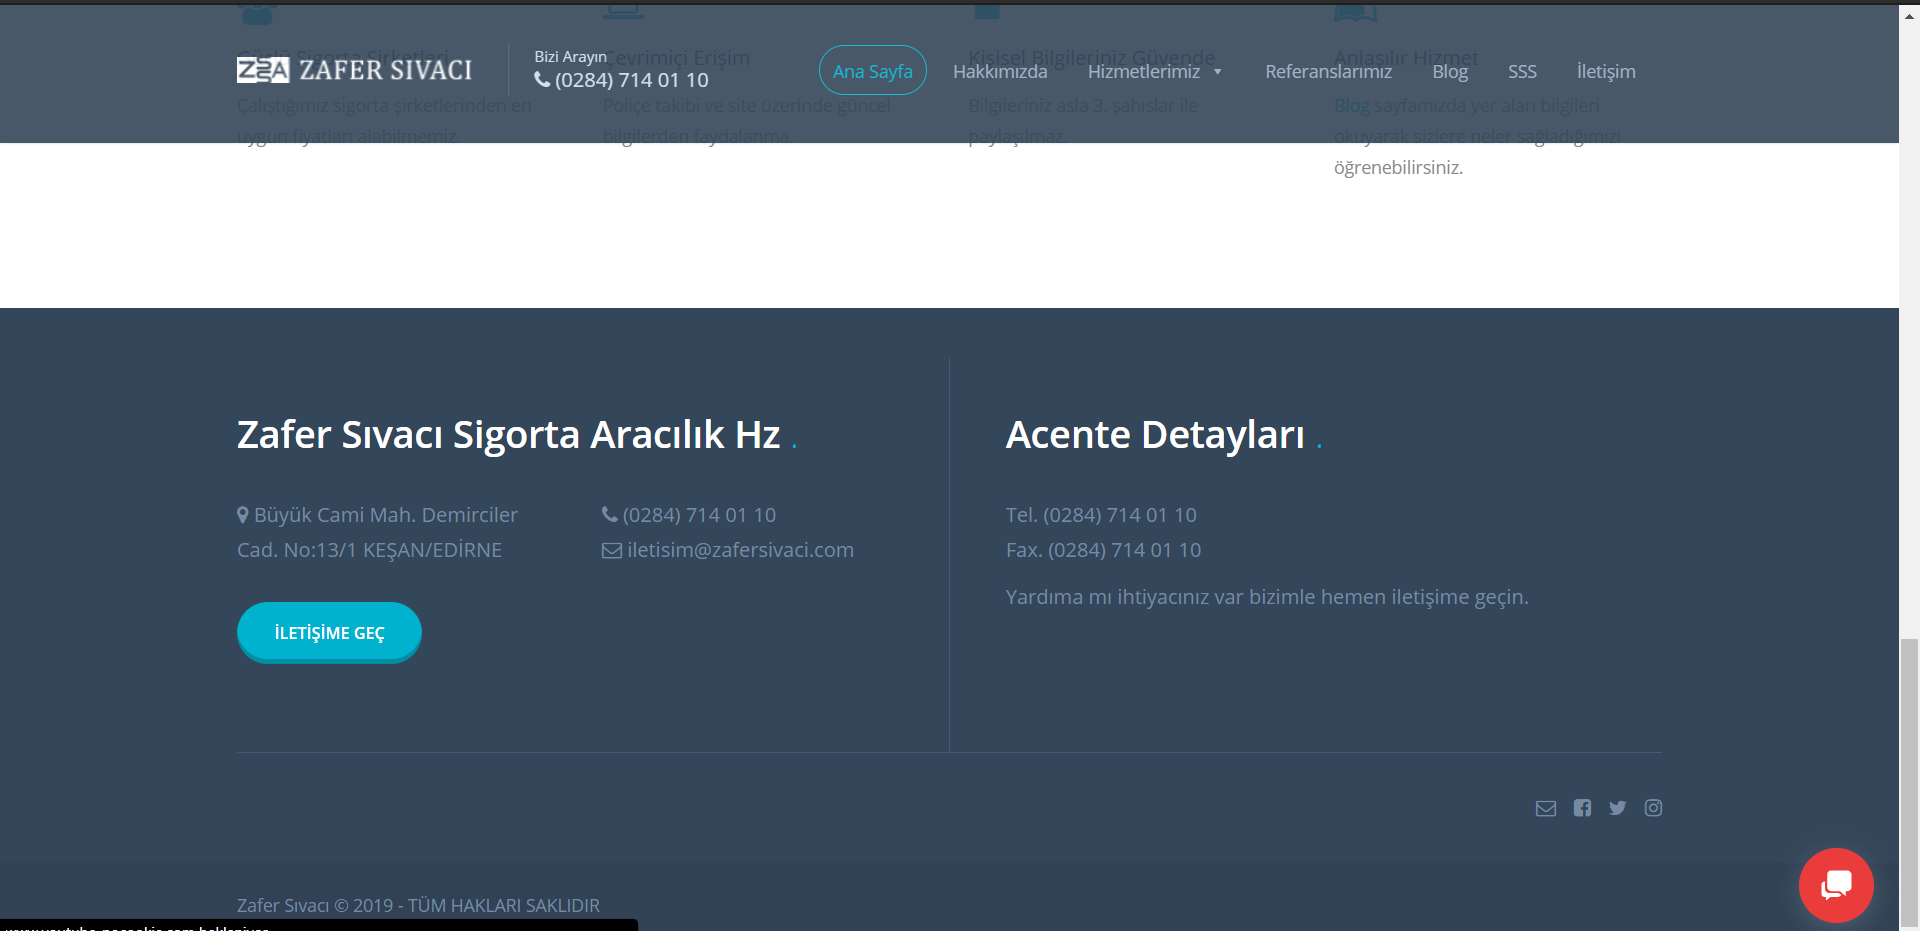 Güçlü Sigorta Şirketleri
Çevrimiçi Erişim
Kişisel Bilgileriniz Güvende
Anlaşılır Hizmet
ZAFER SIVACI
Bizi Arayın
(0284) 714 01 10
Ana Sayfa
Hakkımızda
Hizmetlerimiz
Referanslarımız
Blog
SSS
İletişim
Çalıştığımız sigorta şirketlerinden en
uygun fiyatları alabilmemiz.
Poliçe takibi ve site üzerinde güncel
bilgilerden faydalanma.
Bilgileriniz asla 3. şahıslar ile
paylaşılmaz.
Blog sayfamızda yer alan bilgileri
okuyarak sizlere neler sağladığımızı
öğrenebilirsiniz.
Zafer Sıvacı Sigorta Aracılık Hz .
Büyük Cami Mah. Demirciler
Cad. No:13/1 KEŞAN/EDİRNE
(0284) 714 01 10
iletisim@zafersivaci.com
İLETİŞİME GEÇ
Acente Detayları .
Tel. (0284) 714 01 10
Fax. (0284) 714 01 10
Yardıma mı ihtiyacınız var bizimle hemen iletişime geçin.
Zafer Sıvacı © 2019 - TÜM HAKLARI SAKLIDIR